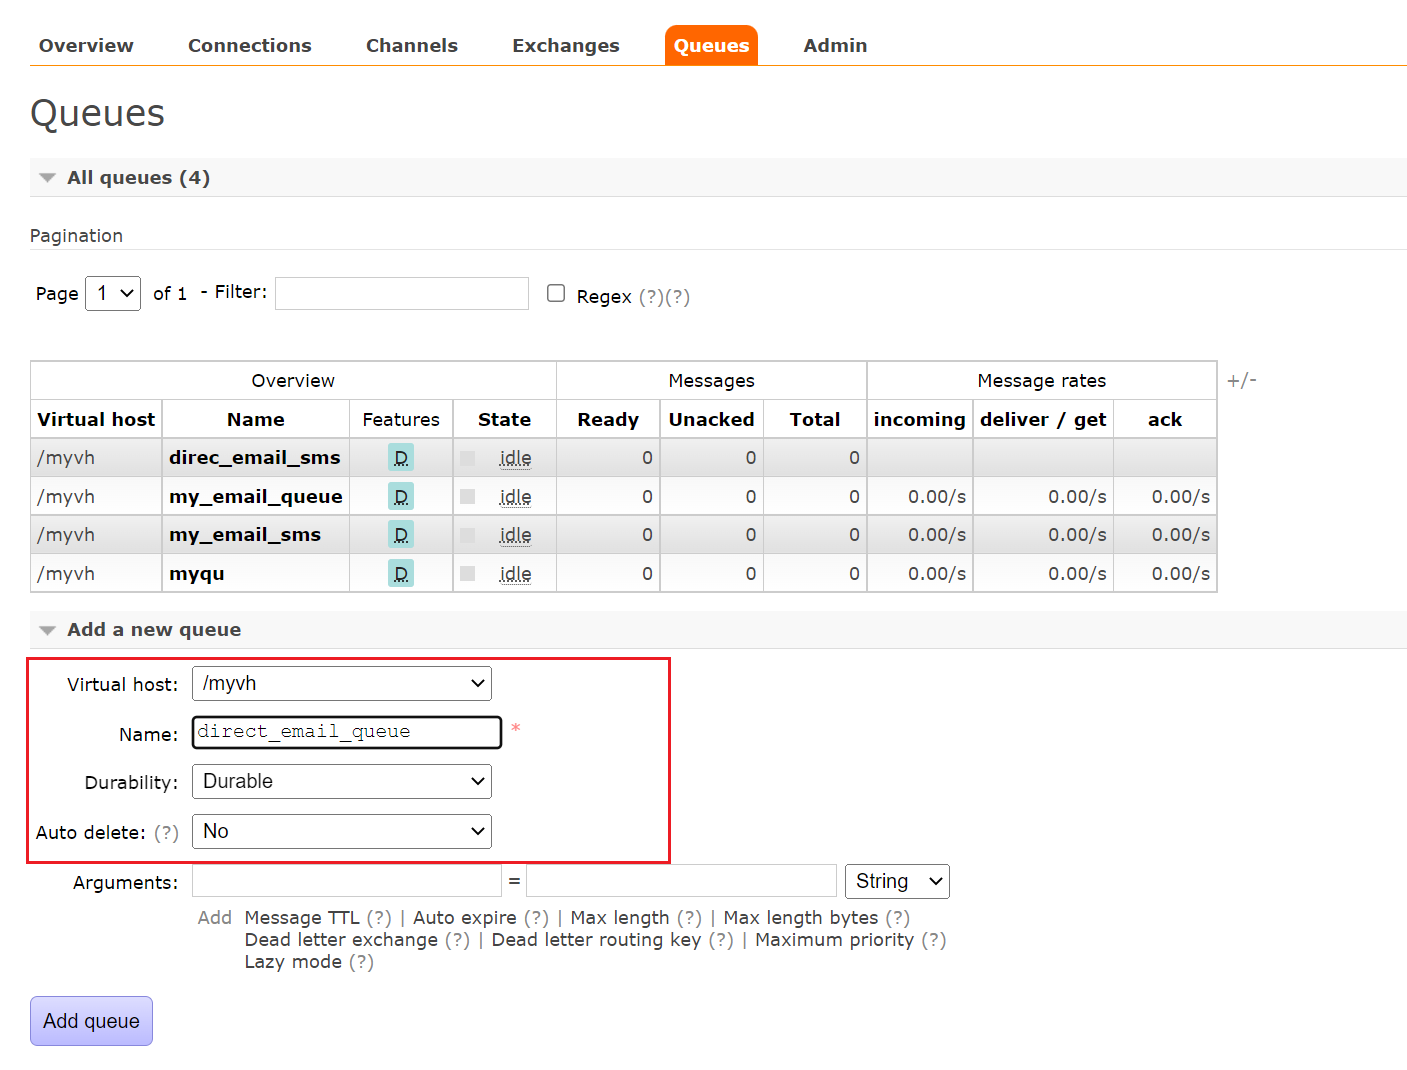 Overview Connections Channels Exchanges Queues Admin
Queues
All queues (4)
Pagination
Page 1 of 1 - Filter: Regex (?)(?)
Overview Messages Message rates +/-
Virtual host Name Features State Ready Unacked Total incoming deliver / get ack
/myvh direc_email_sms D idle 0 0 0
/myvh my_email_queue D idle 0 0 0 0.00/s 0.00/s 0.00/s
/myvh my_email_sms D idle 0 0 0 0.00/s 0.00/s 0.00/s
/myvh myqu D idle 0 0 0 0.00/s 0.00/s 0.00/s
Add a new queue
Virtual host: /myvh
Name: direct_email_queue *
Durability: Durable
Auto delete: (?) No
Arguments: = String
Add Message TTL (?) | Auto expire (?) | Max length (?) | Max length bytes (?)
Dead letter exchange (?) | Dead letter routing key (?) | Maximum priority (?)
Lazy mode (?)
Add queue